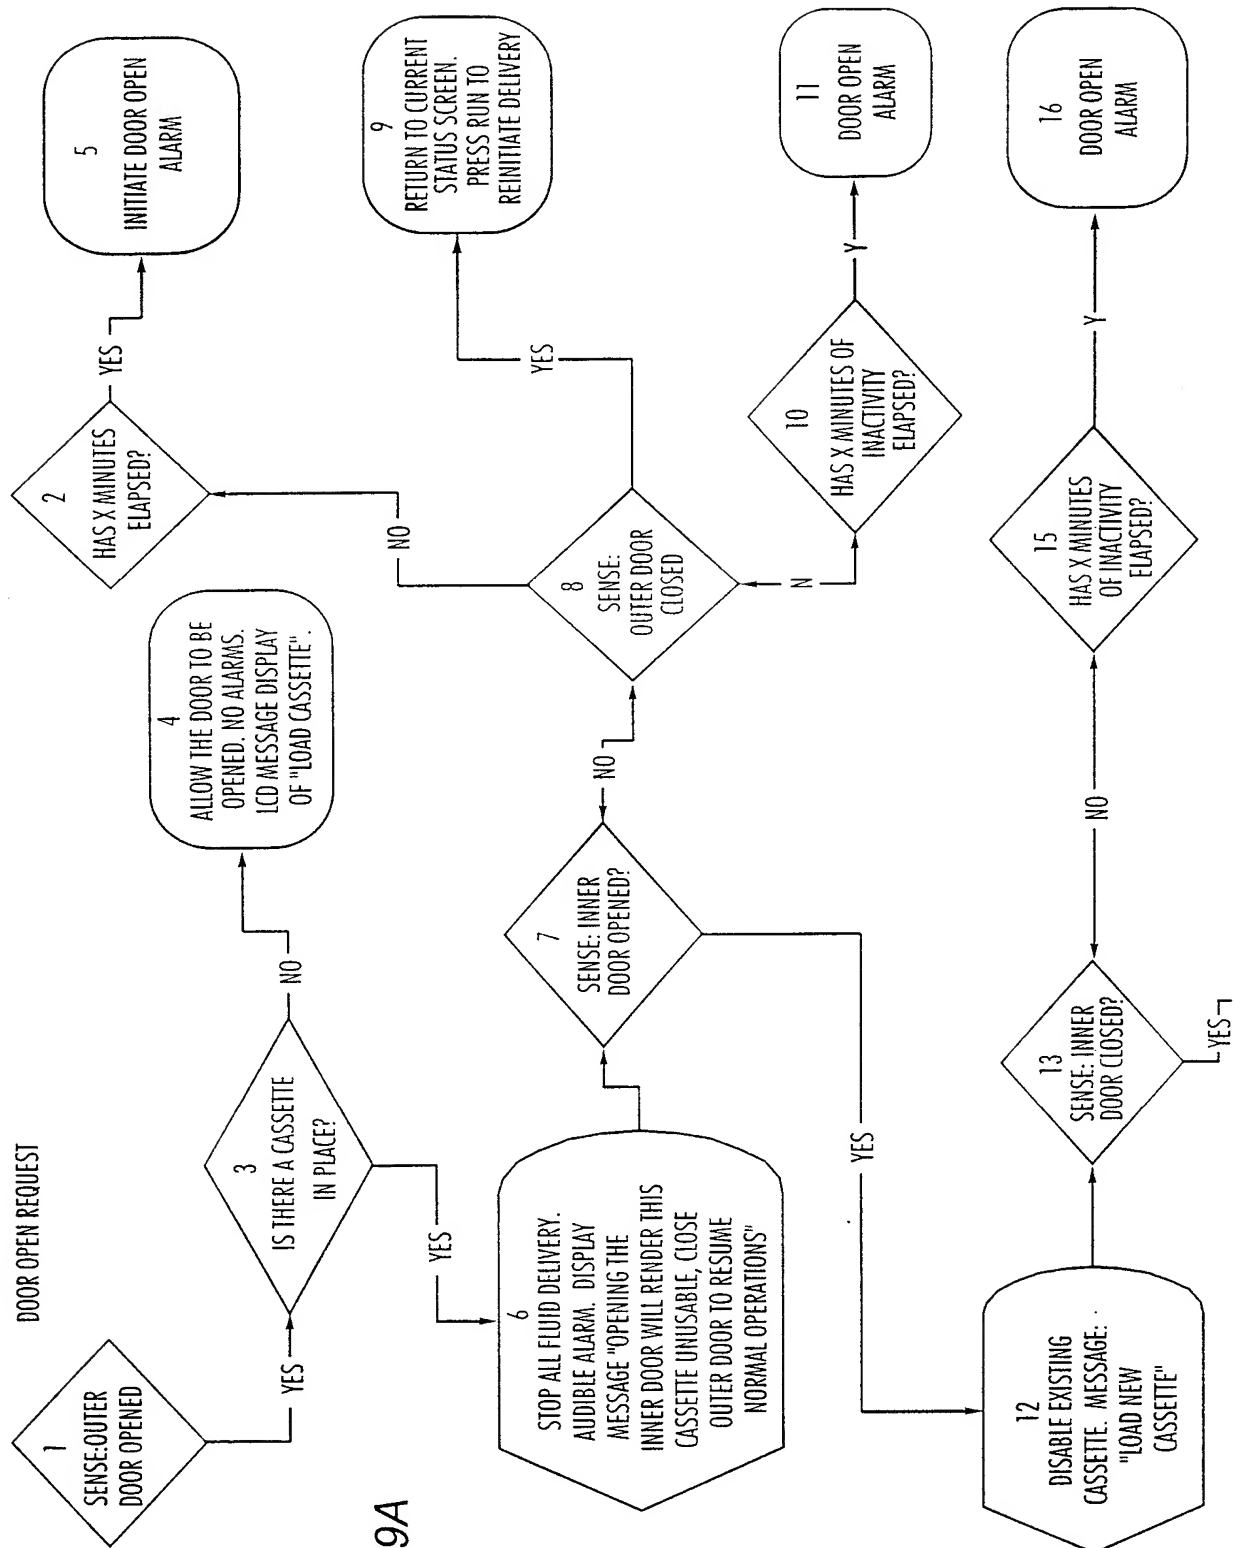 DOOR OPEN REQUEST
1
SENSE:OUTER
DOOR OPENED
YES
3
IS THERE A CASSETTE
IN PLACE?
NO
4
ALLOW THE DOOR TO BE
OPENED. NO ALARMS.
LCD MESSAGE DISPLAY
OF "LOAD CASSETTE".
2
HAS X MINUTES
ELAPSED?
YES
5
INITIATE DOOR OPEN
ALARM
YES
6
STOP ALL FLUID DELIVERY.
AUDIBLE ALARM. DISPLAY
MESSAGE "OPENING THE
INNER DOOR WILL RENDER THIS
CASSETTE UNUSABLE, CLOSE
OUTER DOOR TO RESUME
NORMAL OPERATIONS"
7
SENSE: INNER
DOOR OPENED?
NO
8
SENSE:
OUTER DOOR
CLOSED
NO
YES
9
RETURN TO CURRENT
STATUS SCREEN.
PRESS RUN TO
REINITIATE DELIVERY
N
10
HAS X MINUTES OF
INACTIVITY
ELAPSED?
Y
11
DOOR OPEN
ALARM
YES
12
DISABLE EXISTING
CASSETTE. MESSAGE:
"LOAD NEW
CASSETTE"
13
SENSE: INNER
DOOR CLOSED?
YES
NO
15
HAS X MINUTES
OF INACTIVITY
ELAPSED?
Y
16
DOOR OPEN
ALARM
9A